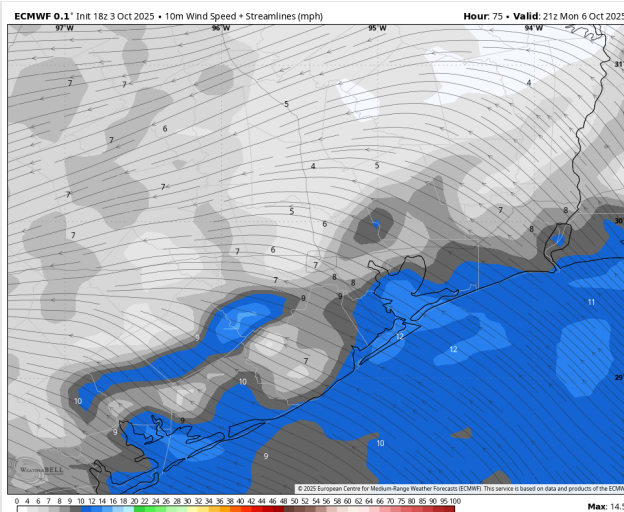 ECMWF 0.1° Init 18z 3 Oct 2025 • 10m Wind Speed + Streamlines (mph)
Hour: 75 • Valid: 21z Mon 6 Oct 2025
97°W 96°W 95°W 94°W
31°
7 7 5 4
7 6
7 7 4 5
5 6 7 8
7 7 6 8 30
7 7 8 8
9 9 11
9 12 12
7
10 10 29
9 9
9 10
WEATHERBELL
© 2025 European Centre for Medium-Range Weather Forecasts (ECMWF). This service is based on data and products of the ECMW
0 4 6 7 8 9 10 12 14 16 18 20 22 24 26 28 30 32 34 36 38 40 42 44 46 48 50 52 54 56 58 60 65 70 75 80 85 90 95 100
Max: 14.5